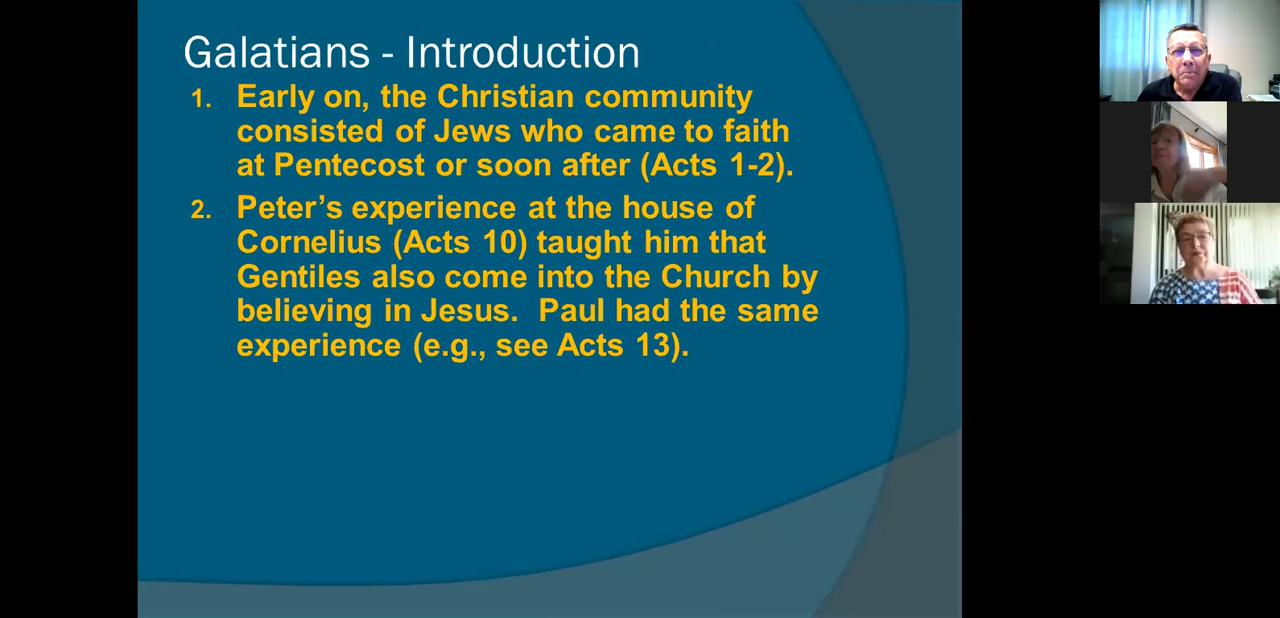 Galatians - Introduction
1. Early on, the Christian community
consisted of Jews who came to faith
at Pentecost or soon after (Acts 1-2).
2. Peter’s experience at the house of
Cornelius (Acts 10) taught him that
Gentiles also come into the Church by
believing in Jesus.  Paul had the same
experience (e.g., see Acts 13).